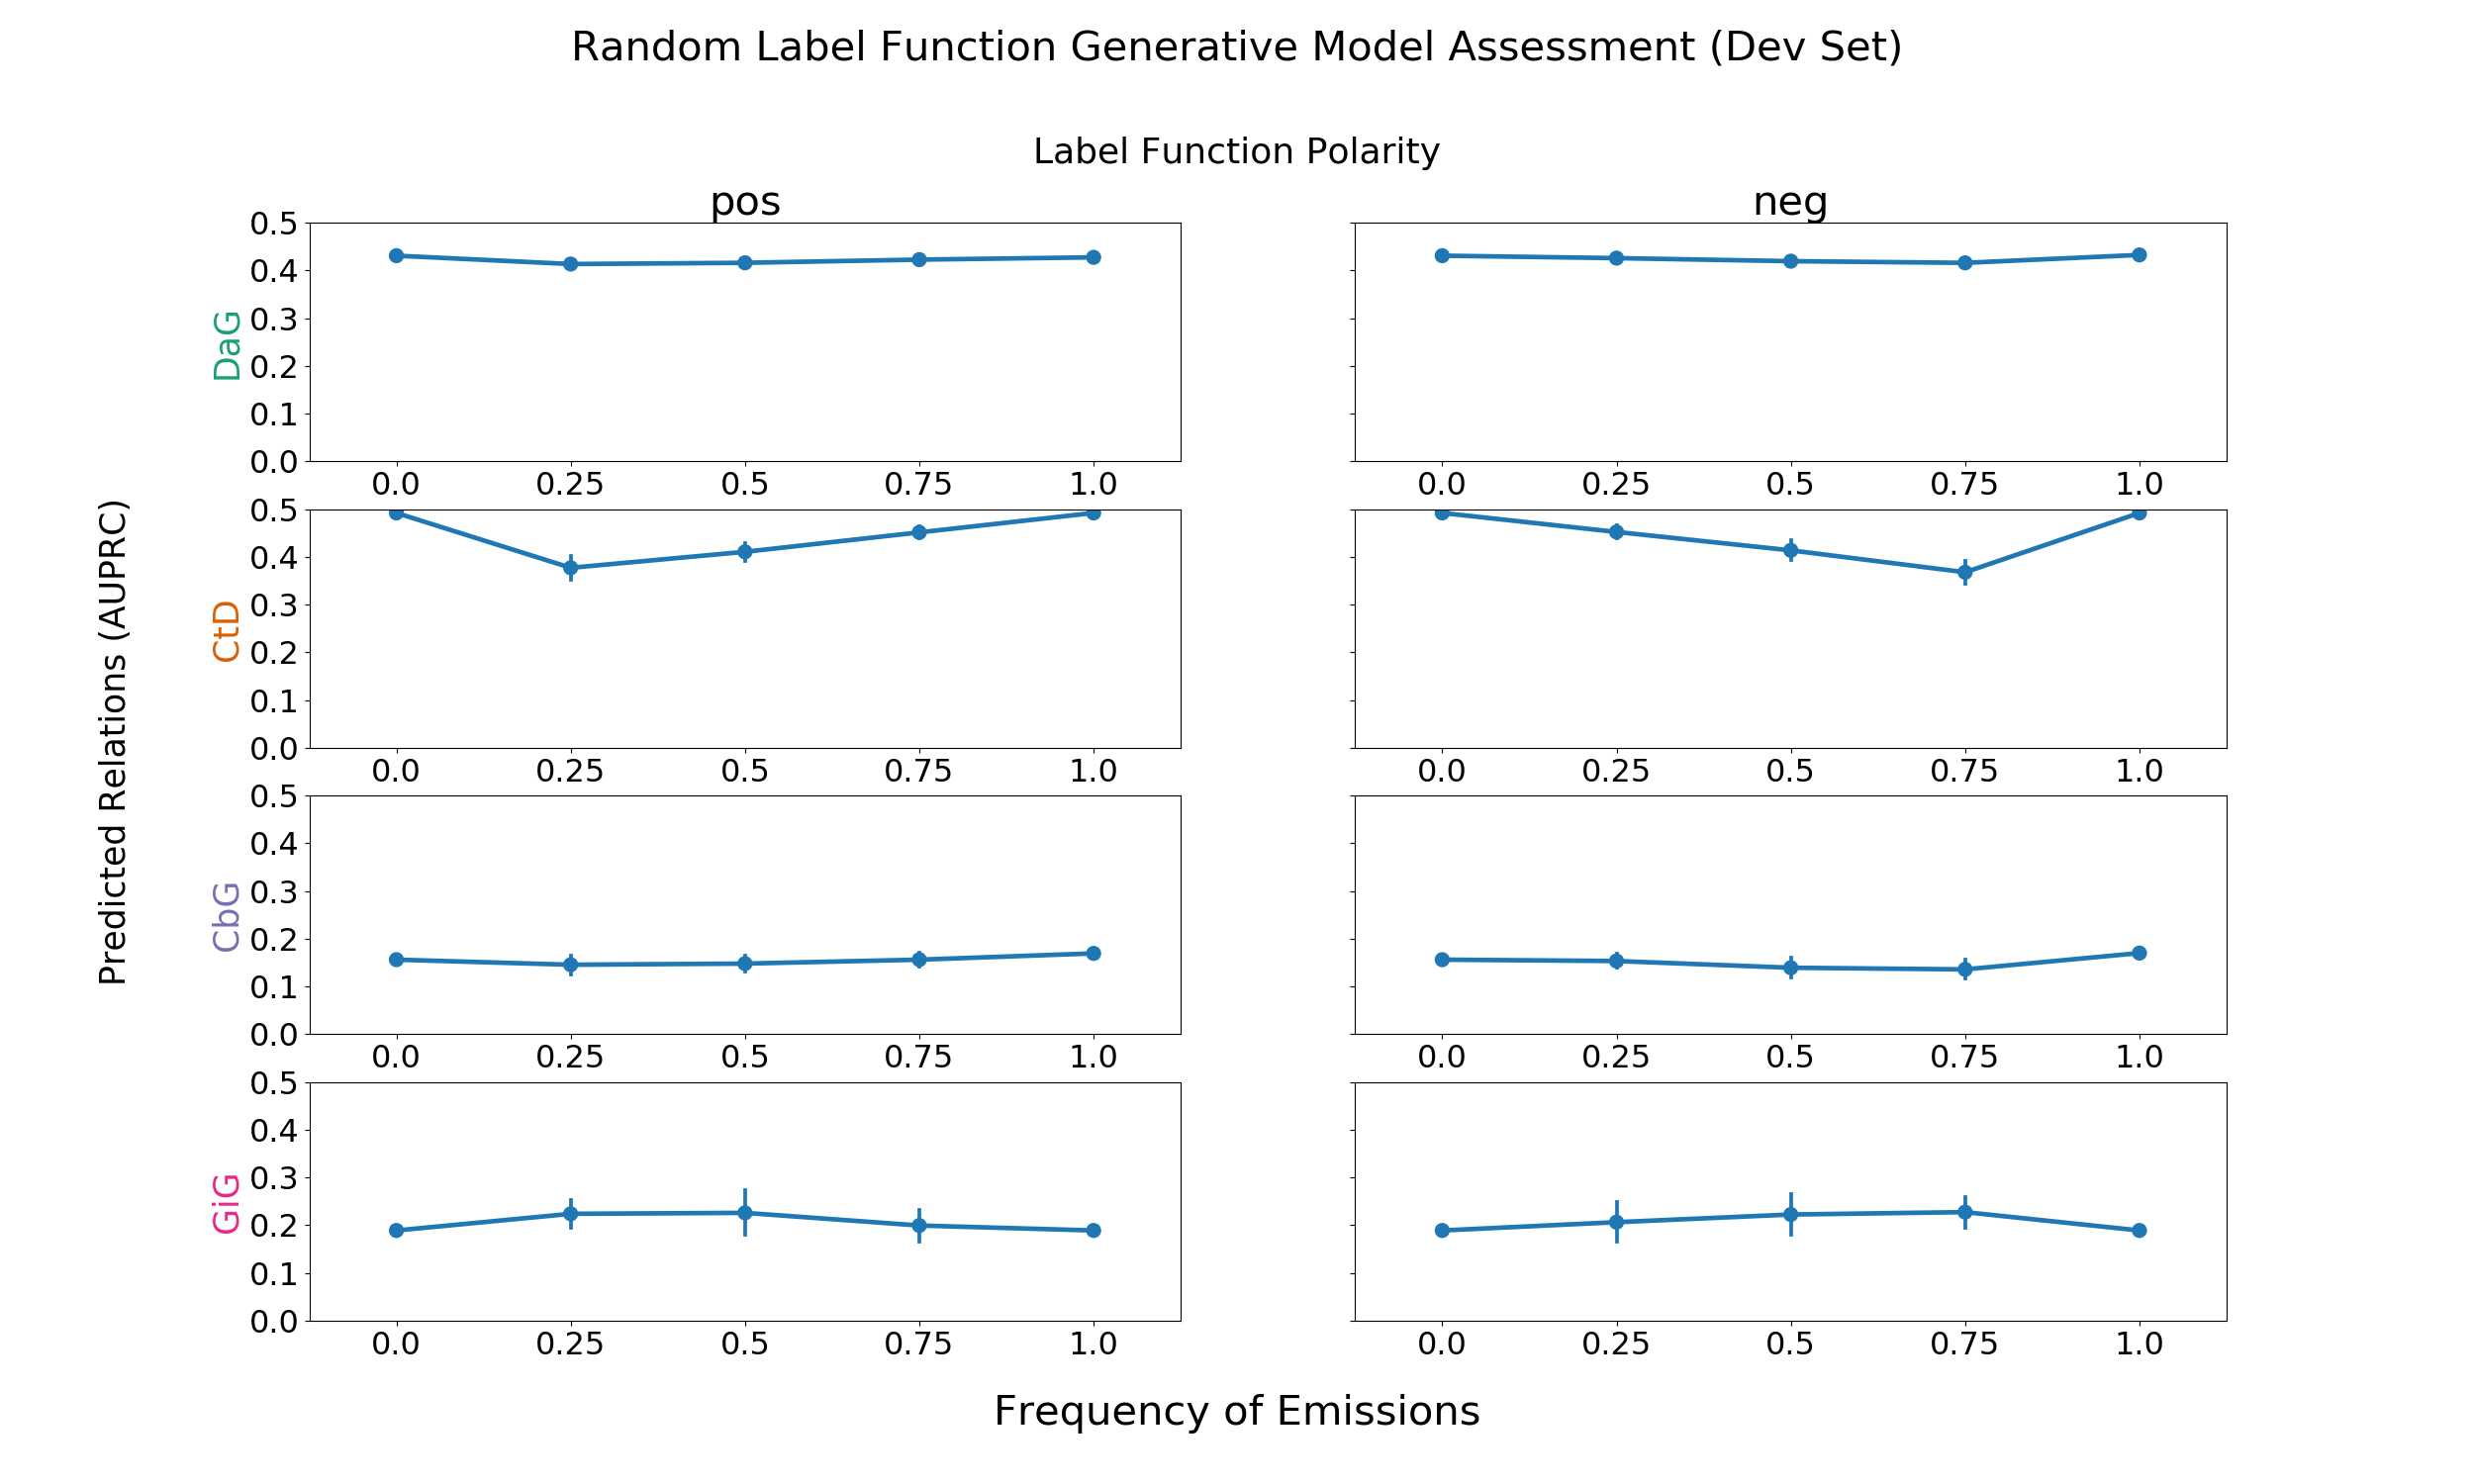 Random Label Function Generative Model Assessment (Dev Set)
Label Function Polarity
pos
neg
Predicted Relations (AUPRC)
DaG
0.5
0.4
0.3
0.2
0.1
0.0
0.0 0.25 0.5 0.75 1.0
0.0 0.25 0.5 0.75 1.0
CtD
0.5
0.4
0.3
0.2
0.1
0.0
0.0 0.25 0.5 0.75 1.0
0.0 0.25 0.5 0.75 1.0
CbG
0.5
0.4
0.3
0.2
0.1
0.0
0.0 0.25 0.5 0.75 1.0
0.0 0.25 0.5 0.75 1.0
GiG
0.5
0.4
0.3
0.2
0.1
0.0
0.0 0.25 0.5 0.75 1.0
0.0 0.25 0.5 0.75 1.0
Frequency of Emissions